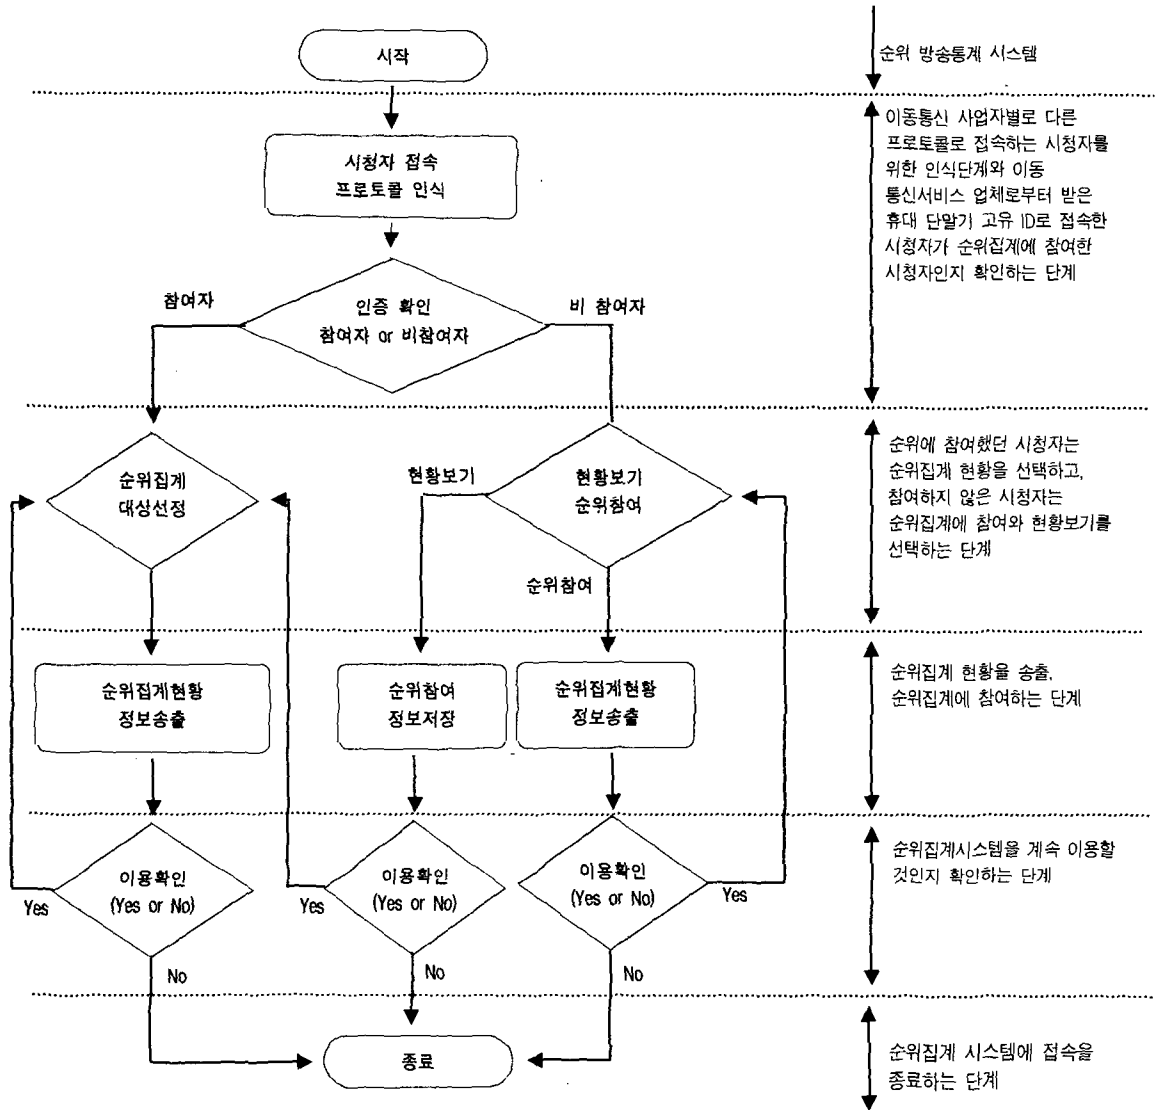 시작
순위 방송통계 시스템
시청자 접속
프로토콜 인식
이동통신 사업자별로 다른
프로토콜로 접속하는 시청자를
위한 인식단계와 이동
통신서비스 업체로부터 받은
휴대 단말기 고유 ID로 접속한
시청자가 순위집계에 참여한
시청자인지 확인하는 단계
참여자
인증 확인
참여자 or 비참여자
비 참여자
순위집계
대상선정
현황보기
현황보기
순위참여
순위참여
순위에 참여했던 시청자는
순위집계 현황을 선택하고,
참여하지 않은 시청자는
순위집계에 참여와 현황보기를
선택하는 단계
순위집계현황
정보송출
순위참여
정보저장
순위집계현황
정보송출
순위집계 현황을 송출,
순위집계에 참여하는 단계
이용확인
(Yes or No)
Yes
No
이용확인
(Yes or No)
Yes
No
이용확인
(Yes or No)
Yes
No
순위집계시스템을 계속 이용할
것인지 확인하는 단계
종료
순위집계 시스템에 접속을
종료하는 단계